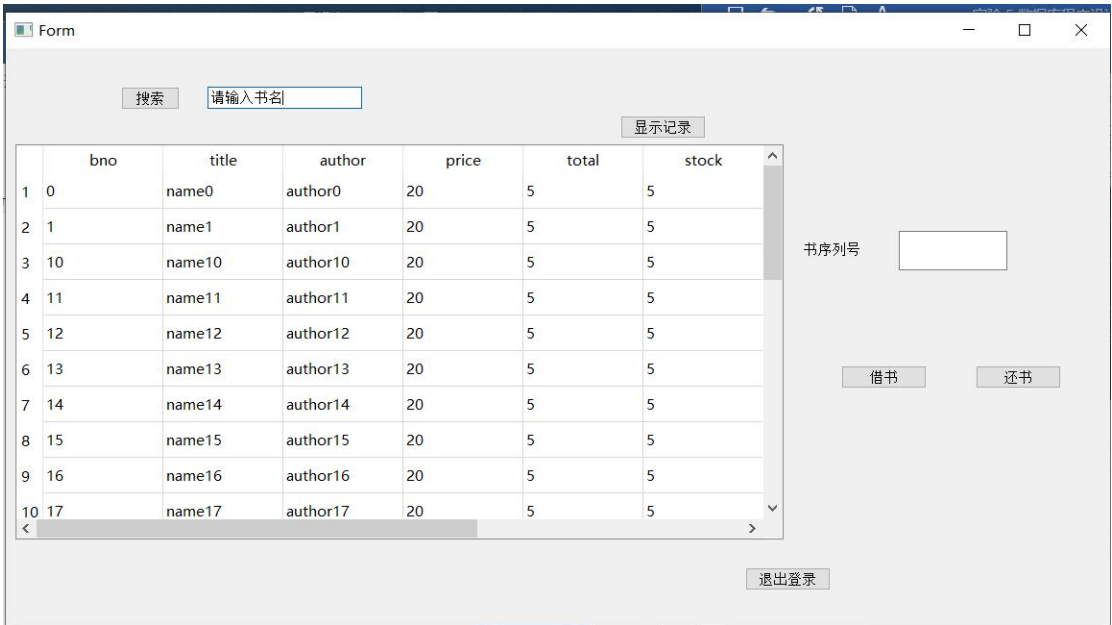 Form
搜索 请输入书名
显示记录
bno title author price total stock
1 0 name0 author0 20 5 5
2 1 name1 author1 20 5 5
3 10 name10 author10 20 5 5
书序列号
4 11 name11 author11 20 5 5
5 12 name12 author12 20 5 5
6 13 name13 author13 20 5 5
借书 还书
7 14 name14 author14 20 5 5
8 15 name15 author15 20 5 5
9 16 name16 author16 20 5 5
10 17 name17 author17 20 5 5
退出登录